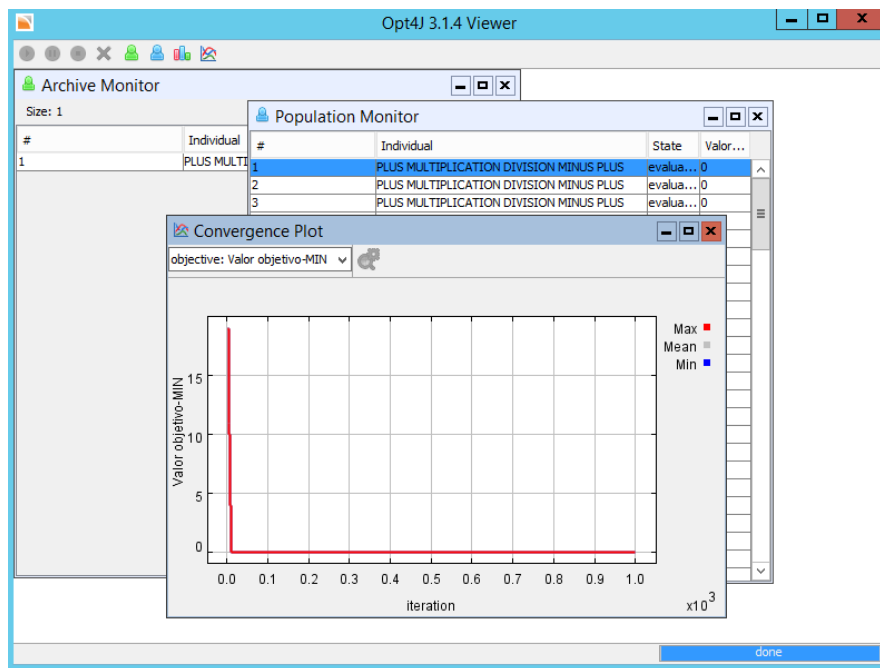 Opt4J 3.1.4 Viewer
Archive Monitor
Size: 1
# Individual
1 PLUS MULTI
Population Monitor
# Individual State Valor...
1 PLUS MULTIPLICATION DIVISION MINUS PLUS evalua... 0
2 PLUS MULTIPLICATION DIVISION MINUS PLUS evalua... 0
3 PLUS MULTIPLICATION DIVISION MINUS PLUS evalua... 0
Convergence Plot
objective: Valor objetivo-MIN
Max
Mean
Min
Valor objetivo-MIN
15
10
5
0
0.0 0.1 0.2 0.3 0.4 0.5 0.6 0.7 0.8 0.9 1.0
iteration x10^3
done